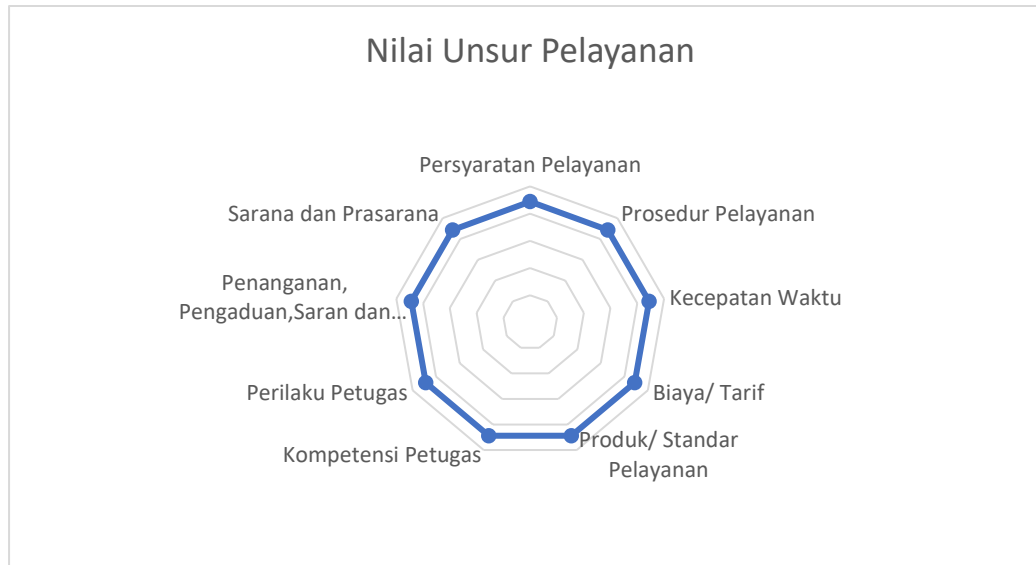 Nilai Unsur Pelayanan
Persyaratan Pelayanan
Prosedur Pelayanan
Kecepatan Waktu
Biaya/ Tarif
Produk/ Standar
Pelayanan
Kompetensi Petugas
Perilaku Petugas
Penanganan,
Pengaduan,Saran dan...
Sarana dan Prasarana